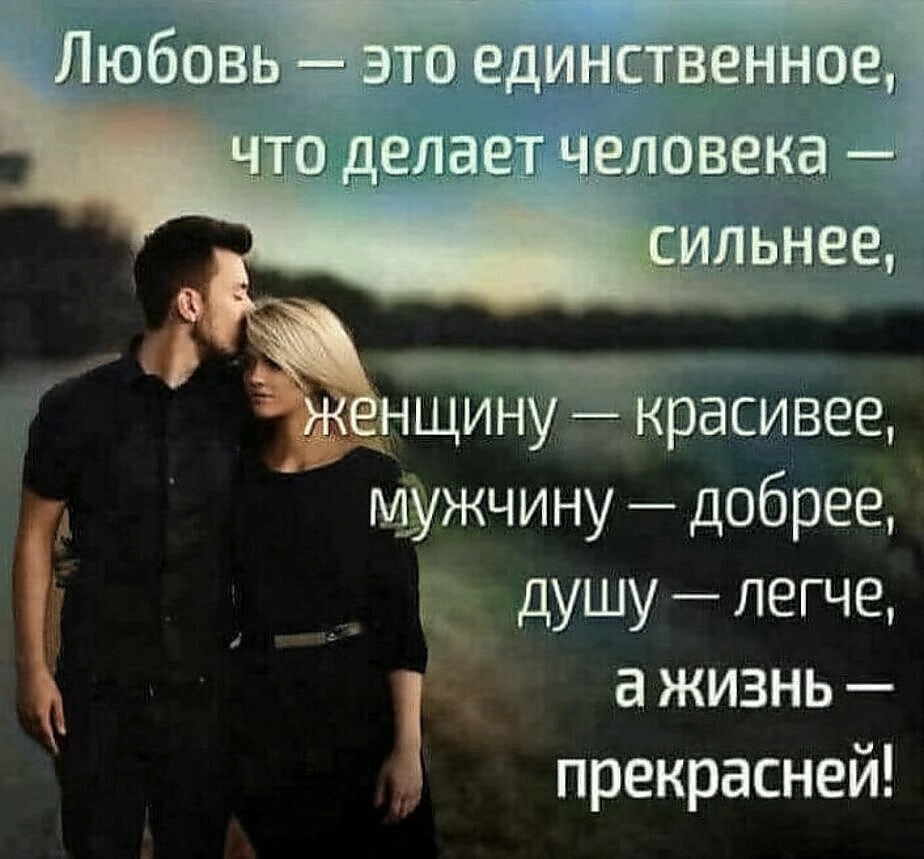 Любовь — это единственное,
что делает человека —
сильнее,
женщину — красивее,
мужчину — добрее,
душу — легче,
а жизнь —
прекрасней!